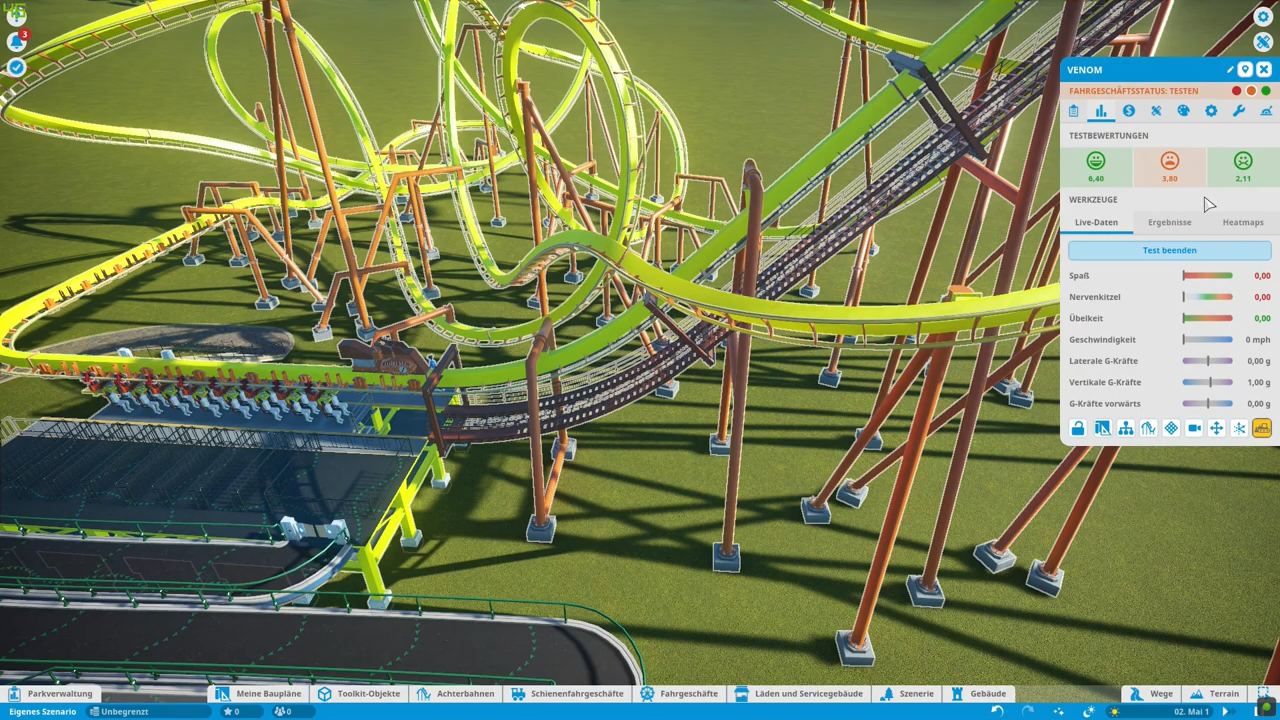 3
VENOM
FAHRGESCHÄFTSSTATUS: TESTEN
TESTBEWERTUNGEN
6,40 3,80 2,11
WERKZEUGE
Live-Daten Ergebnisse Heatmaps
Test beenden
Spaß 0,00
Nervenkitzel 0,00
Übelkeit 0,00
Geschwindigkeit 0 mph
Laterale G-Kräfte 0,00 g
Vertikale G-Kräfte 1,00 g
G-Kräfte vorwärts 0,00 g
Parkverwaltung Meine Baupläne Toolkit-Objekte Achterbahnen Schienenfahrgeschäfte Fahrgeschäfte Läden und Servicegebäude Szenerie Gebäude Wege Terrain
Eigenes Szenario Unbegrenzt 0 0 02. Mai 1